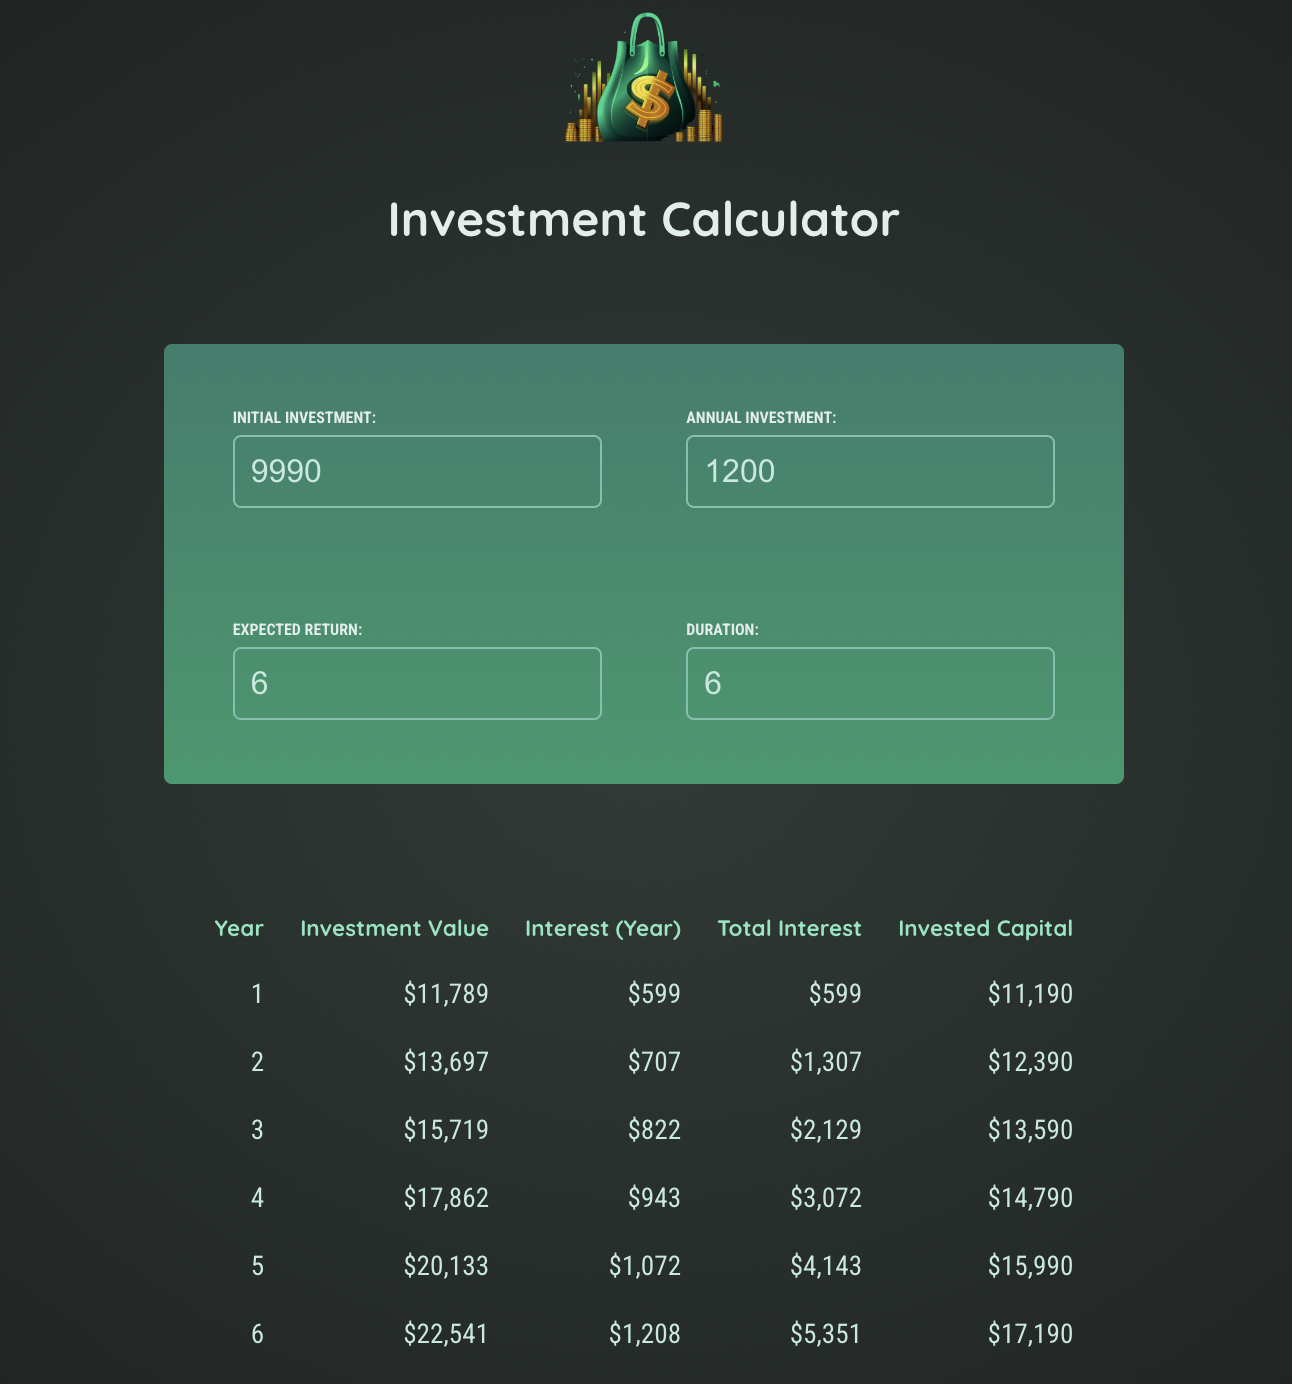 $
Investment Calculator
INITIAL INVESTMENT: ANNUAL INVESTMENT:
9990 1200
EXPECTED RETURN: DURATION:
6 6
Year Investment Value Interest (Year) Total Interest Invested Capital
1 $11,789 $599 $599 $11,190
2 $13,697 $707 $1,307 $12,390
3 $15,719 $822 $2,129 $13,590
4 $17,862 $943 $3,072 $14,790
5 $20,133 $1,072 $4,143 $15,990
6 $22,541 $1,208 $5,351 $17,190